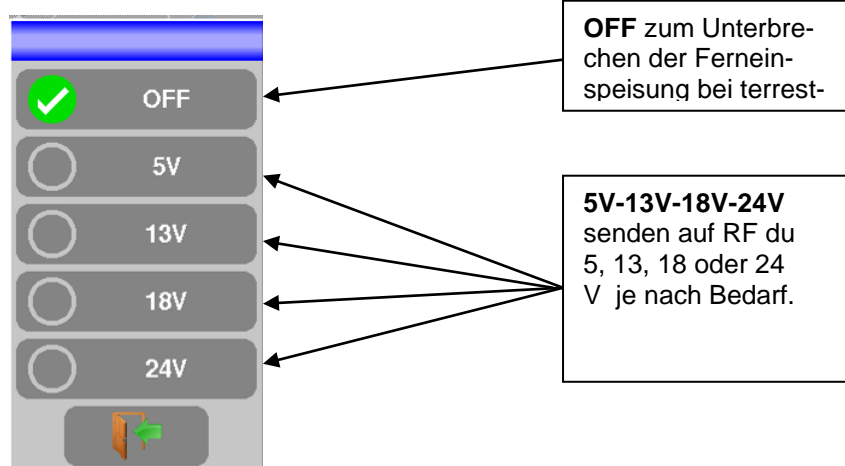 OFF
5V
13V
18V
24V
OFF zum Unterbre-
chen der Fernein-
speisung bei terrest-
5V-13V-18V-24V
senden auf RF du
5, 13, 18 oder 24
V je nach Bedarf.